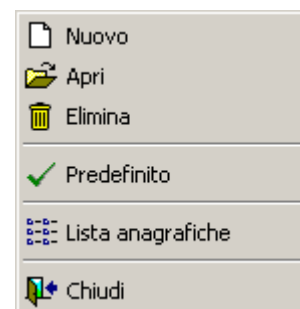 Nuovo
Apri
Elimina
Predefinito
Lista anagrafiche
Chiudi